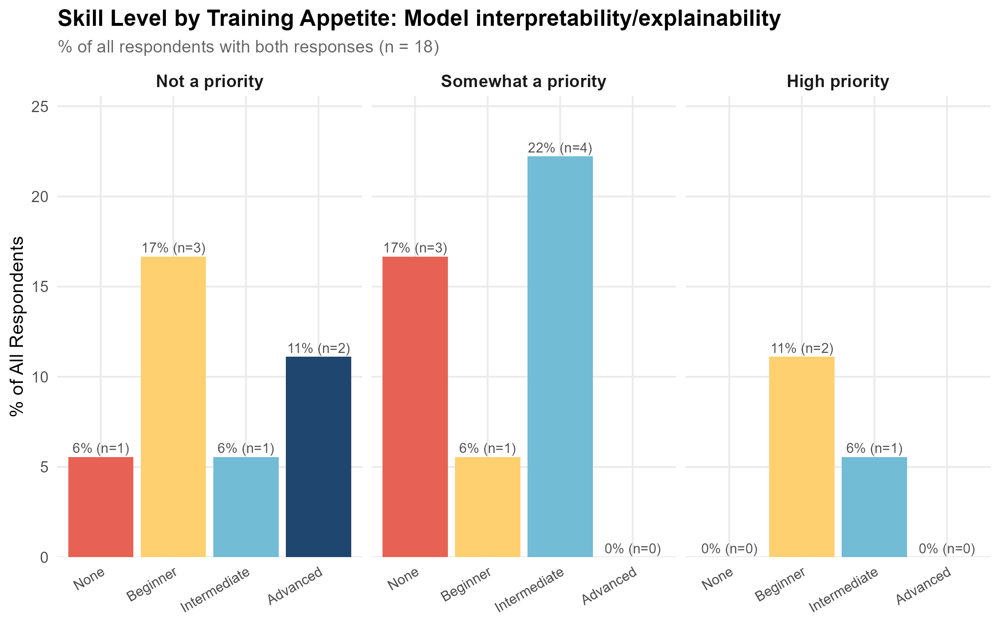 Skill Level by Training Appetite: Model interpretability/explainability
% of all respondents with both responses (n = 18)
Not a priority
Somewhat a priority
High priority
% of All Respondents
25
20
15
10
5
0
6% (n=1)
17% (n=3)
6% (n=1)
11% (n=2)
17% (n=3)
6% (n=1)
22% (n=4)
0% (n=0)
0% (n=0)
11% (n=2)
6% (n=1)
0% (n=0)
None
Beginner
Intermediate
Advanced
None
Beginner
Intermediate
Advanced
None
Beginner
Intermediate
Advanced